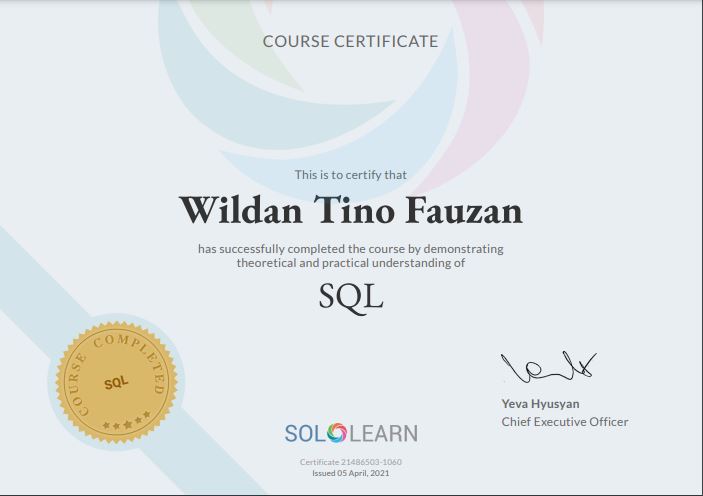 COURSE CERTIFICATE
This is to certify that
Wildan Tino Fauzan
has successfully completed the course by demonstrating
theoretical and practical understanding of
SQL
COURSE COMPLETED
SQL
Yeva Hyusyan
Chief Executive Officer
SOLOLEARN
Certificate 21486503-1060
Issued 05 April, 2021